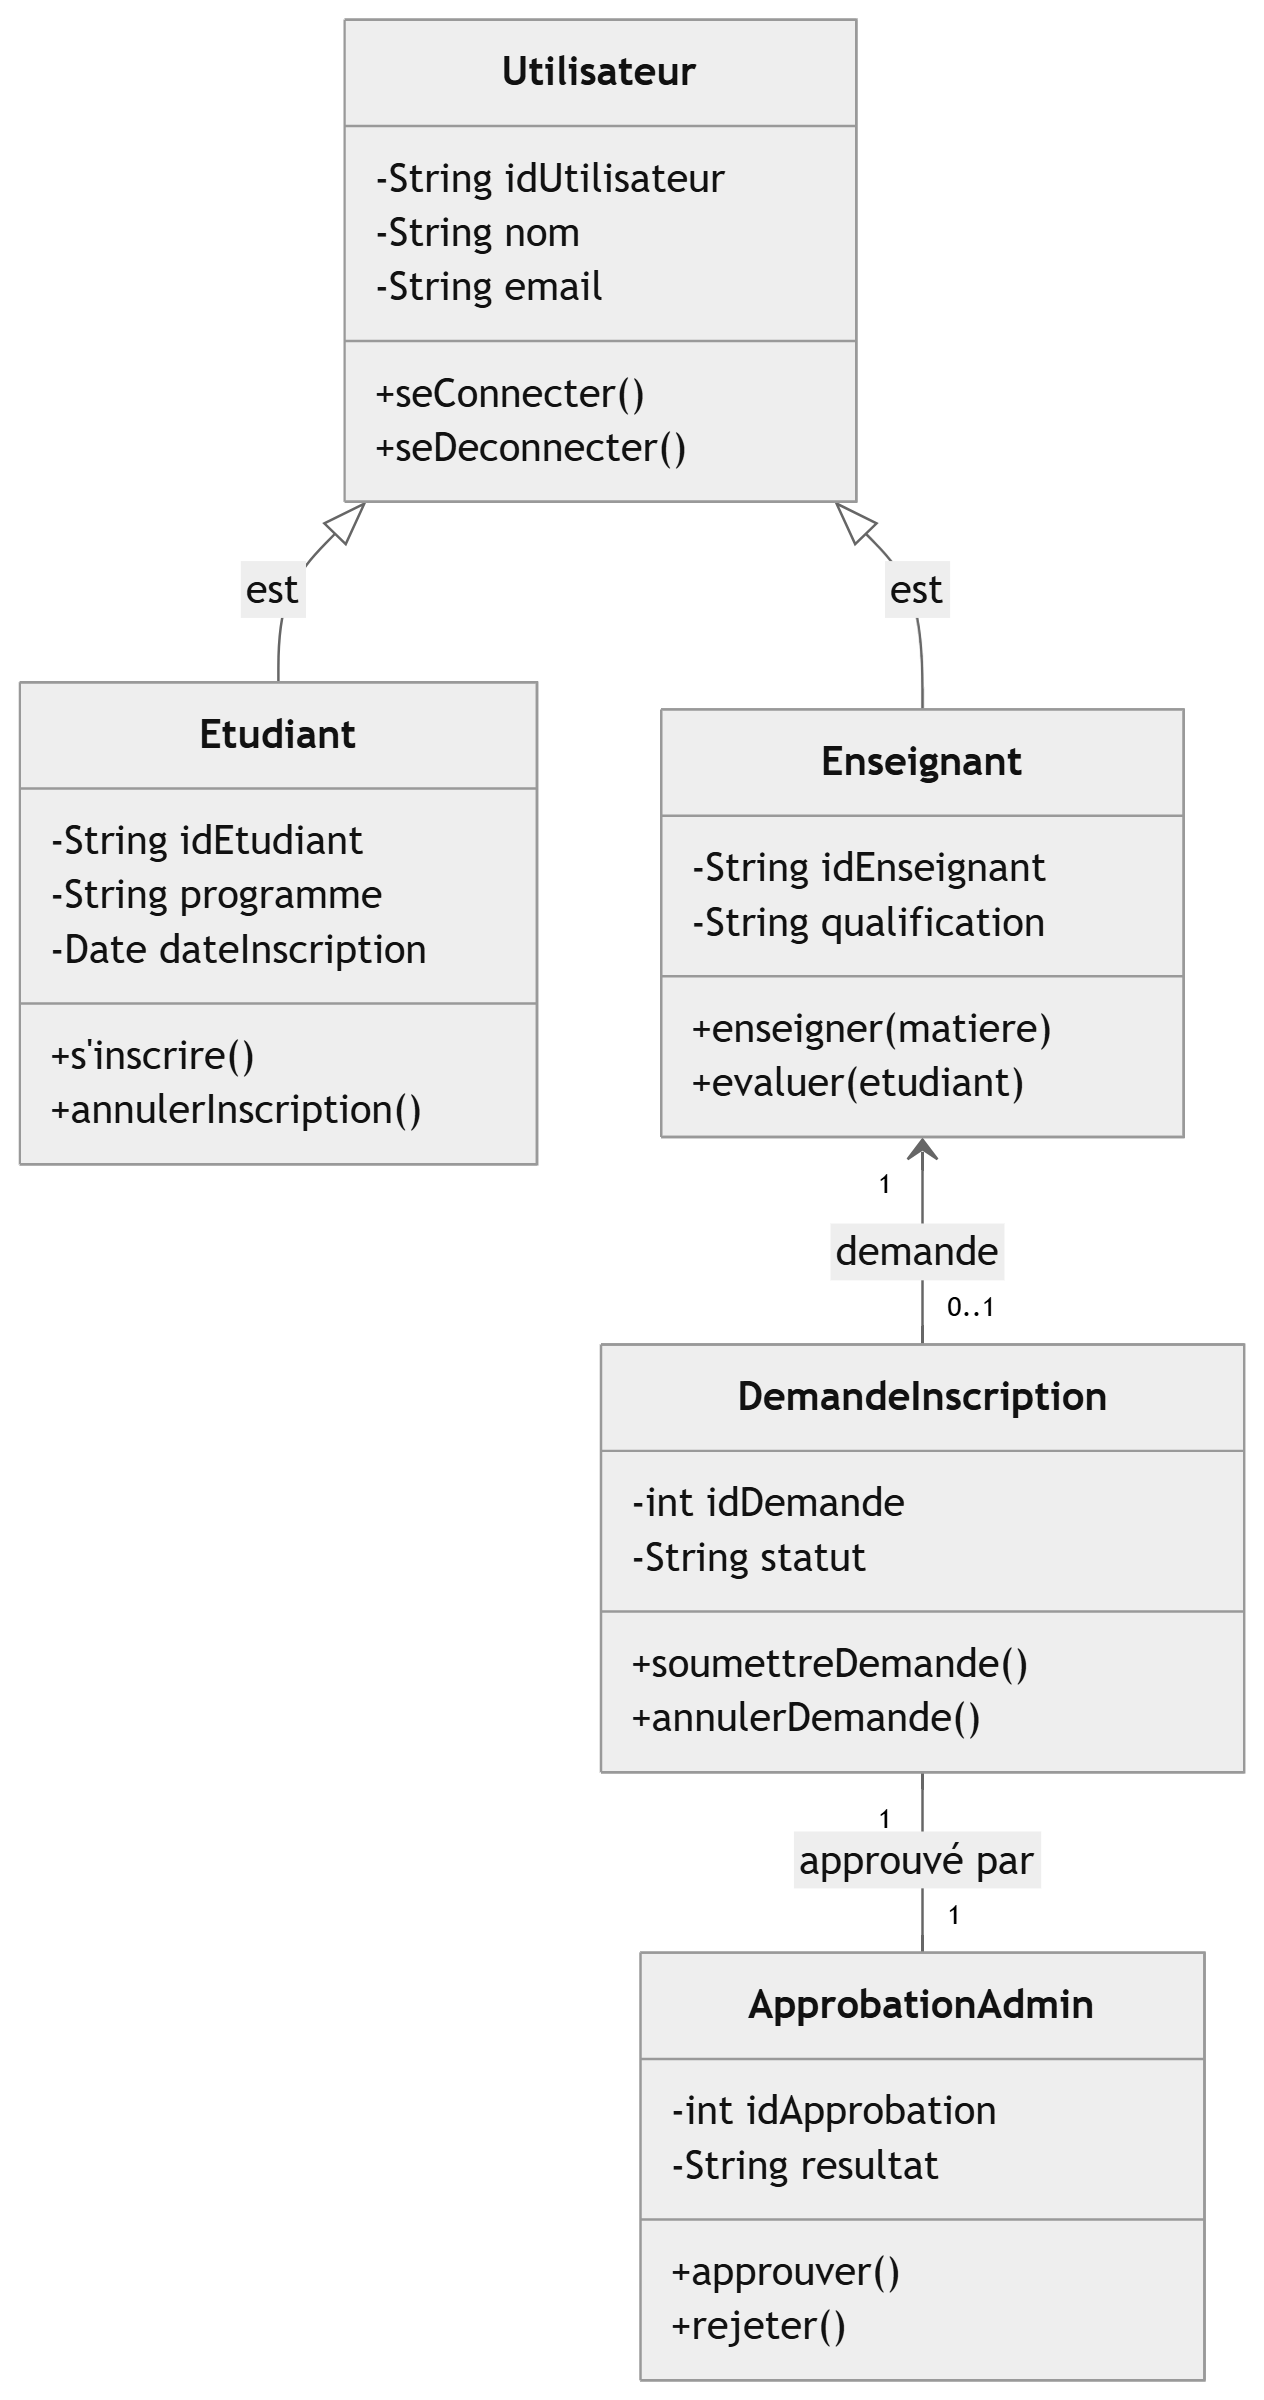 Utilisateur
-String idUtilisateur
-String nom
-String email
+seConnecter()
+seDeconnecter()
est
est
Etudiant
-String idEtudiant
-String programme
-Date dateInscription
+s'inscrire()
+annulerInscription()
Enseignant
-String idEnseignant
-String qualification
+enseigner(matiere)
+evaluer(etudiant)
1
demande
0..1
DemandeInscription
-int idDemande
-String statut
+soumettreDemande()
+annulerDemande()
1
approuvé par
1
ApprobationAdmin
-int idApprobation
-String resultat
+approuver()
+rejeter()